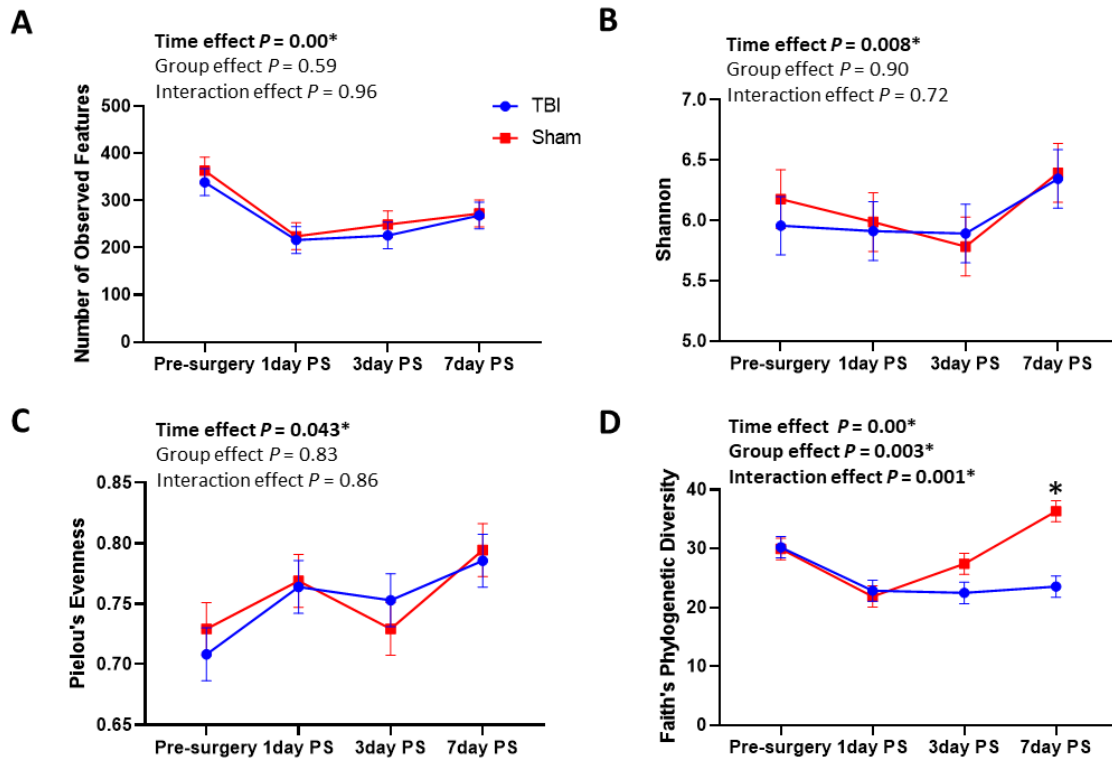 A
Time effect P = 0.00*
Group effect P = 0.59
Interaction effect P = 0.96
500
400
300
200
100
0
Number of Observed Features
Pre-surgery 1day PS 3day PS 7day PS
TBI
Sham
B
Time effect P = 0.008*
Group effect P = 0.90
Interaction effect P = 0.72
7.0
6.5
6.0
5.5
5.0
Shannon
Pre-surgery 1day PS 3day PS 7day PS
C
Time effect P = 0.043*
Group effect P = 0.83
Interaction effect P = 0.86
0.85
0.80
0.75
0.70
0.65
Pielou's Evenness
Pre-surgery 1day PS 3day PS 7day PS
D
Time effect P = 0.00*
Group effect P = 0.003*
Interaction effect P = 0.001*
40
30
20
10
0
Faith's Phylogenetic Diversity
*
Pre-surgery 1day PS 3day PS 7day PS